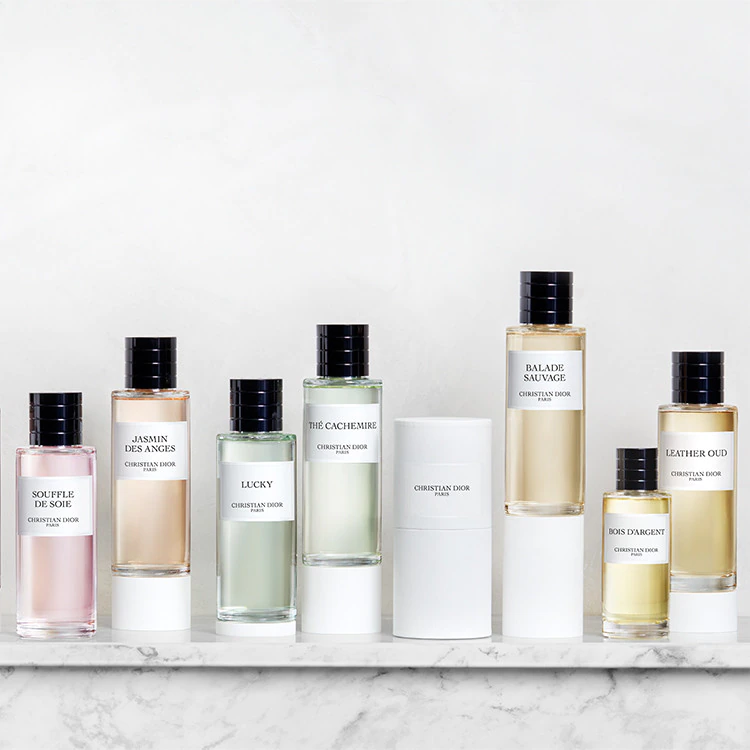 SOUFFLE
DE SOIE
CHRISTIAN DIOR
PARIS
JASMIN
DES ANGES
CHRISTIAN DIOR
PARIS
LUCKY
CHRISTIAN DIOR
PARIS
THÉ CACHEMIRE
CHRISTIAN DIOR
PARIS
CHRISTIAN DIOR
PARIS
BALADE
SAUVAGE
CHRISTIAN DIOR
PARIS
BOIS D'ARGENT
CHRISTIAN DIOR
PARIS
LEATHER OUD
CHRISTIAN DIOR
PARIS